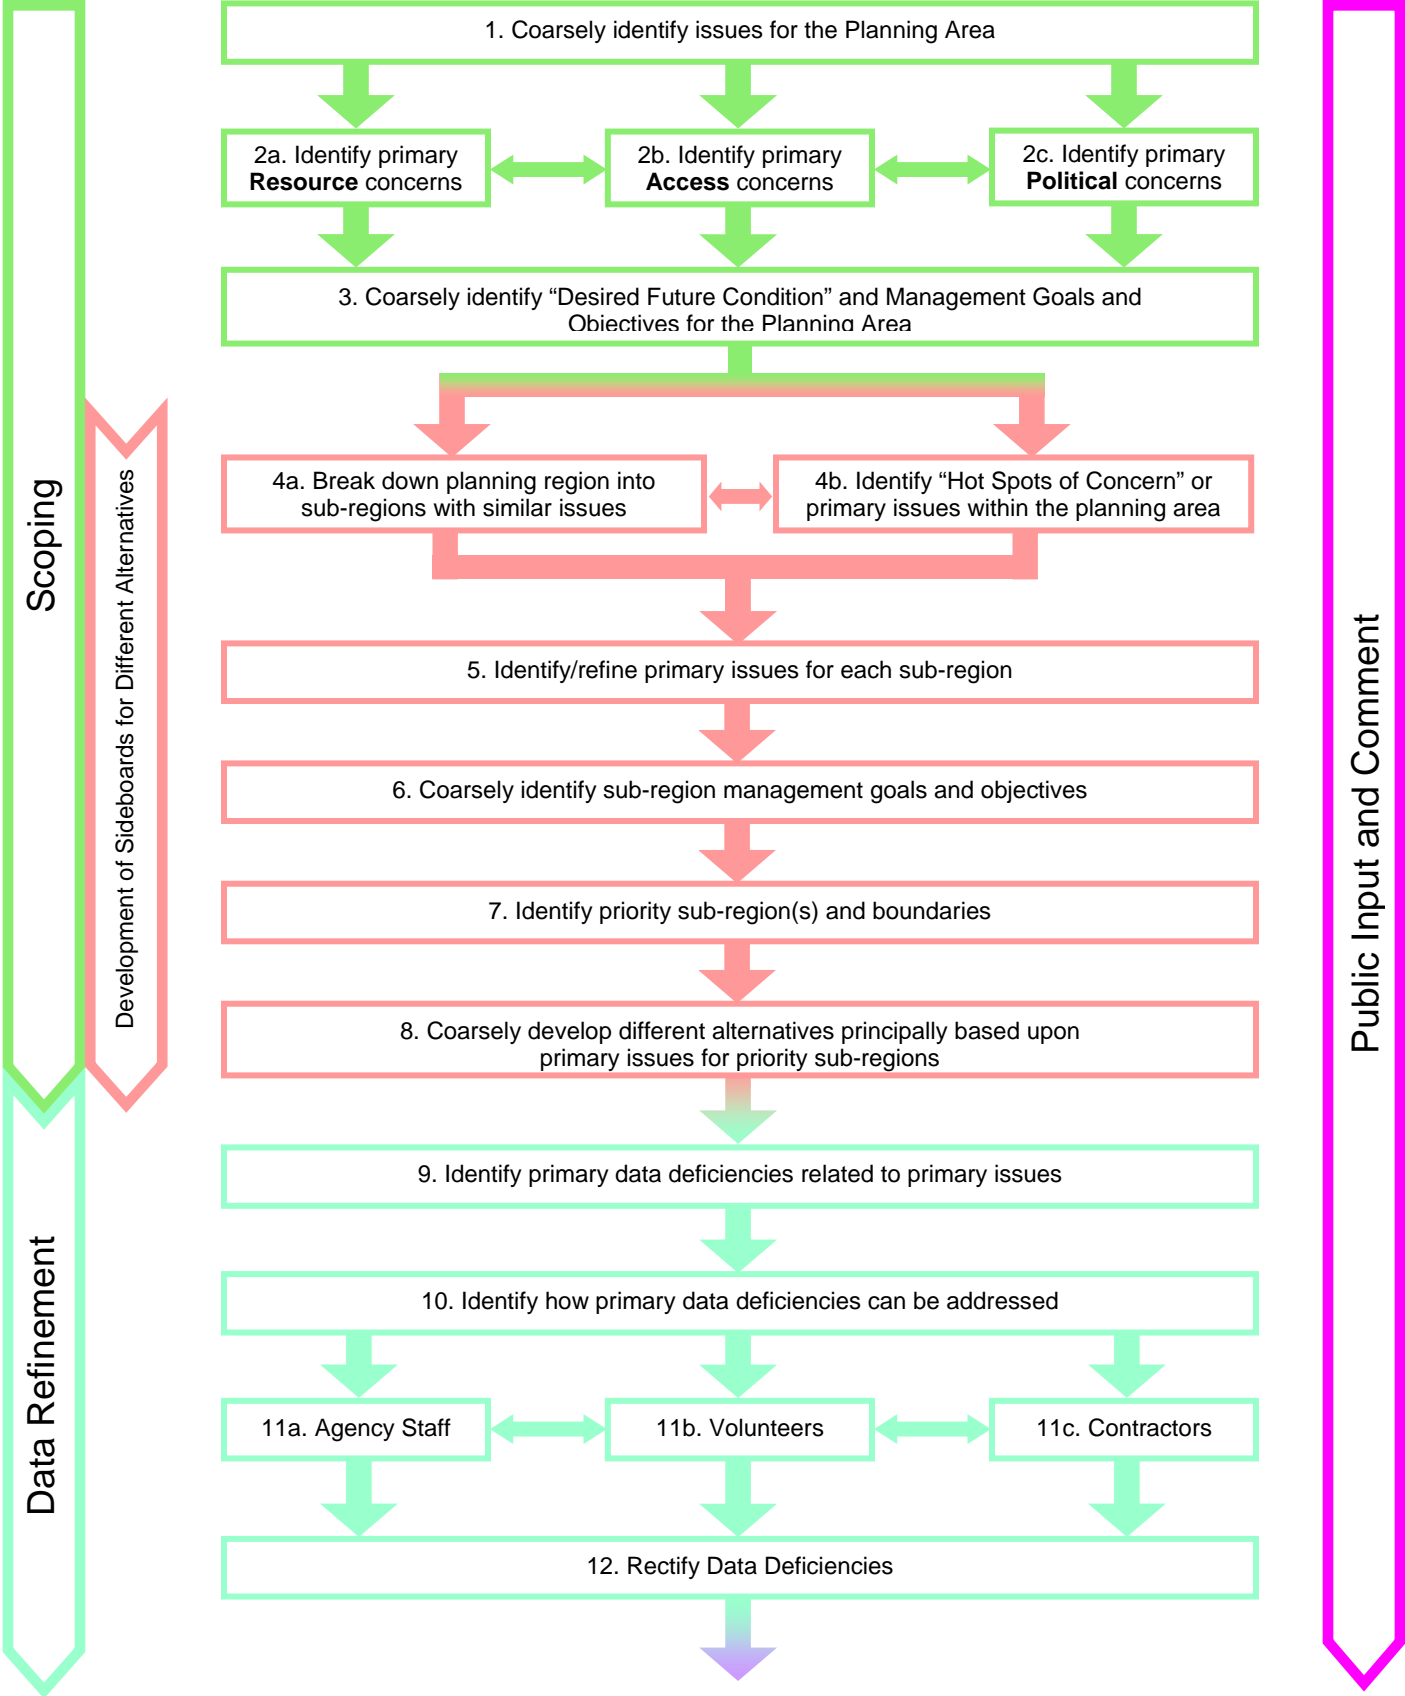 1. Coarsely identify issues for the Planning Area
2a. Identify primary
Resource concerns
2b. Identify primary
Access concerns
2c. Identify primary
Political concerns
3. Coarsely identify “Desired Future Condition” and Management Goals and
Objectives for the Planning Area
4a. Break down planning region into
sub-regions with similar issues
4b. Identify “Hot Spots of Concern” or
primary issues within the planning area
5. Identify/refine primary issues for each sub-region
6. Coarsely identify sub-region management goals and objectives
7. Identify priority sub-region(s) and boundaries
8. Coarsely develop different alternatives principally based upon
primary issues for priority sub-regions
9. Identify primary data deficiencies related to primary issues
10. Identify how primary data deficiencies can be addressed
11a. Agency Staff
11b. Volunteers
11c. Contractors
12. Rectify Data Deficiencies
Scoping
Development of Sideboards for Different Alternatives
Data Refinement
Public Input and Comment